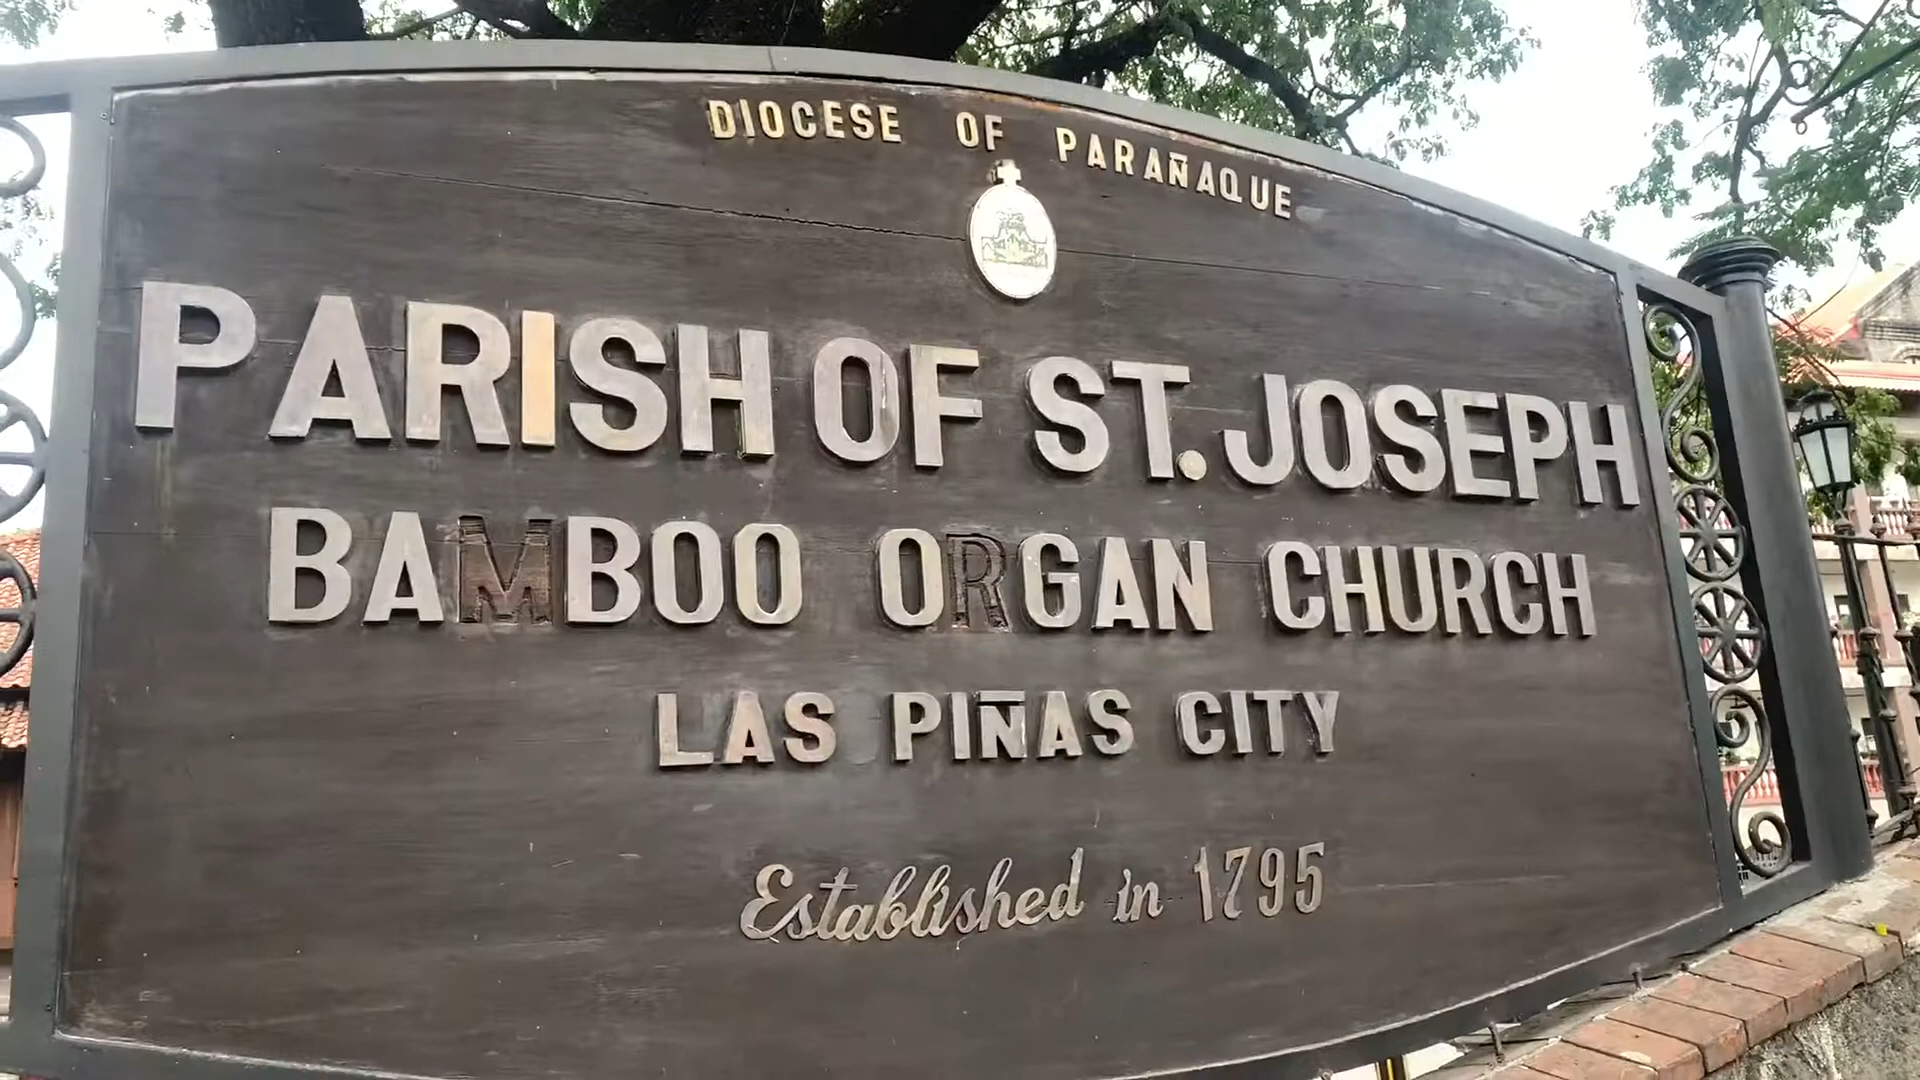 DIOCESE OF PARAÑAQUE
PARISH OF ST. JOSEPH
BAMBOO ORGAN CHURCH
LAS PIÑAS CITY
Established in 1795